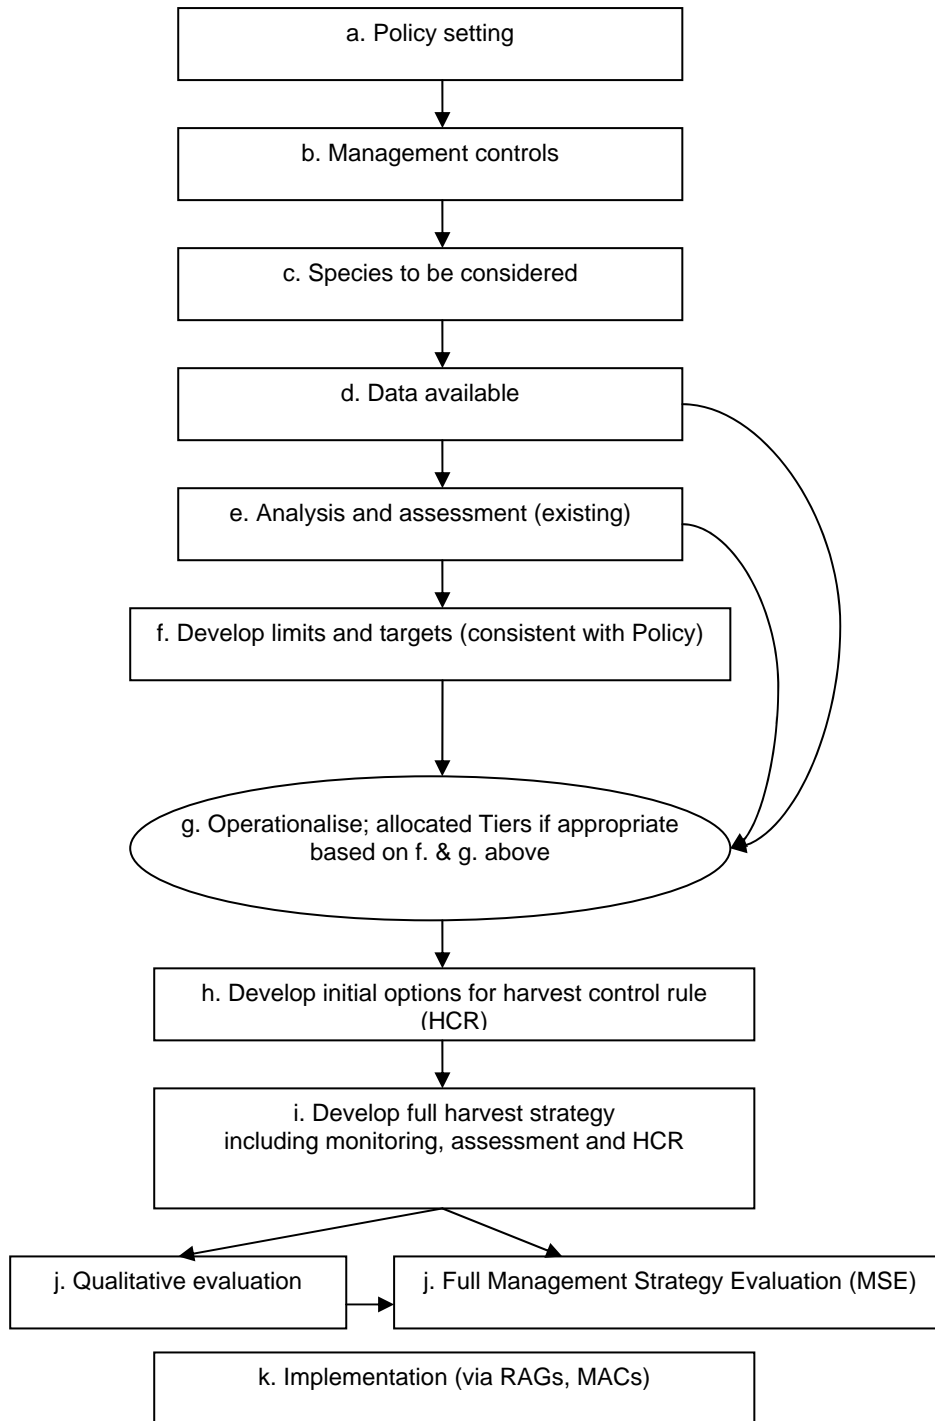 a. Policy setting
b. Management controls
c. Species to be considered
d. Data available
e. Analysis and assessment (existing)
f. Develop limits and targets (consistent with Policy)
g. Operationalise; allocated Tiers if appropriate
based on f. & g. above
h. Develop initial options for harvest control rule
(HCR)
i. Develop full harvest strategy
including monitoring, assessment and HCR
j. Qualitative evaluation
j. Full Management Strategy Evaluation (MSE)
k. Implementation (via RAGs, MACs)